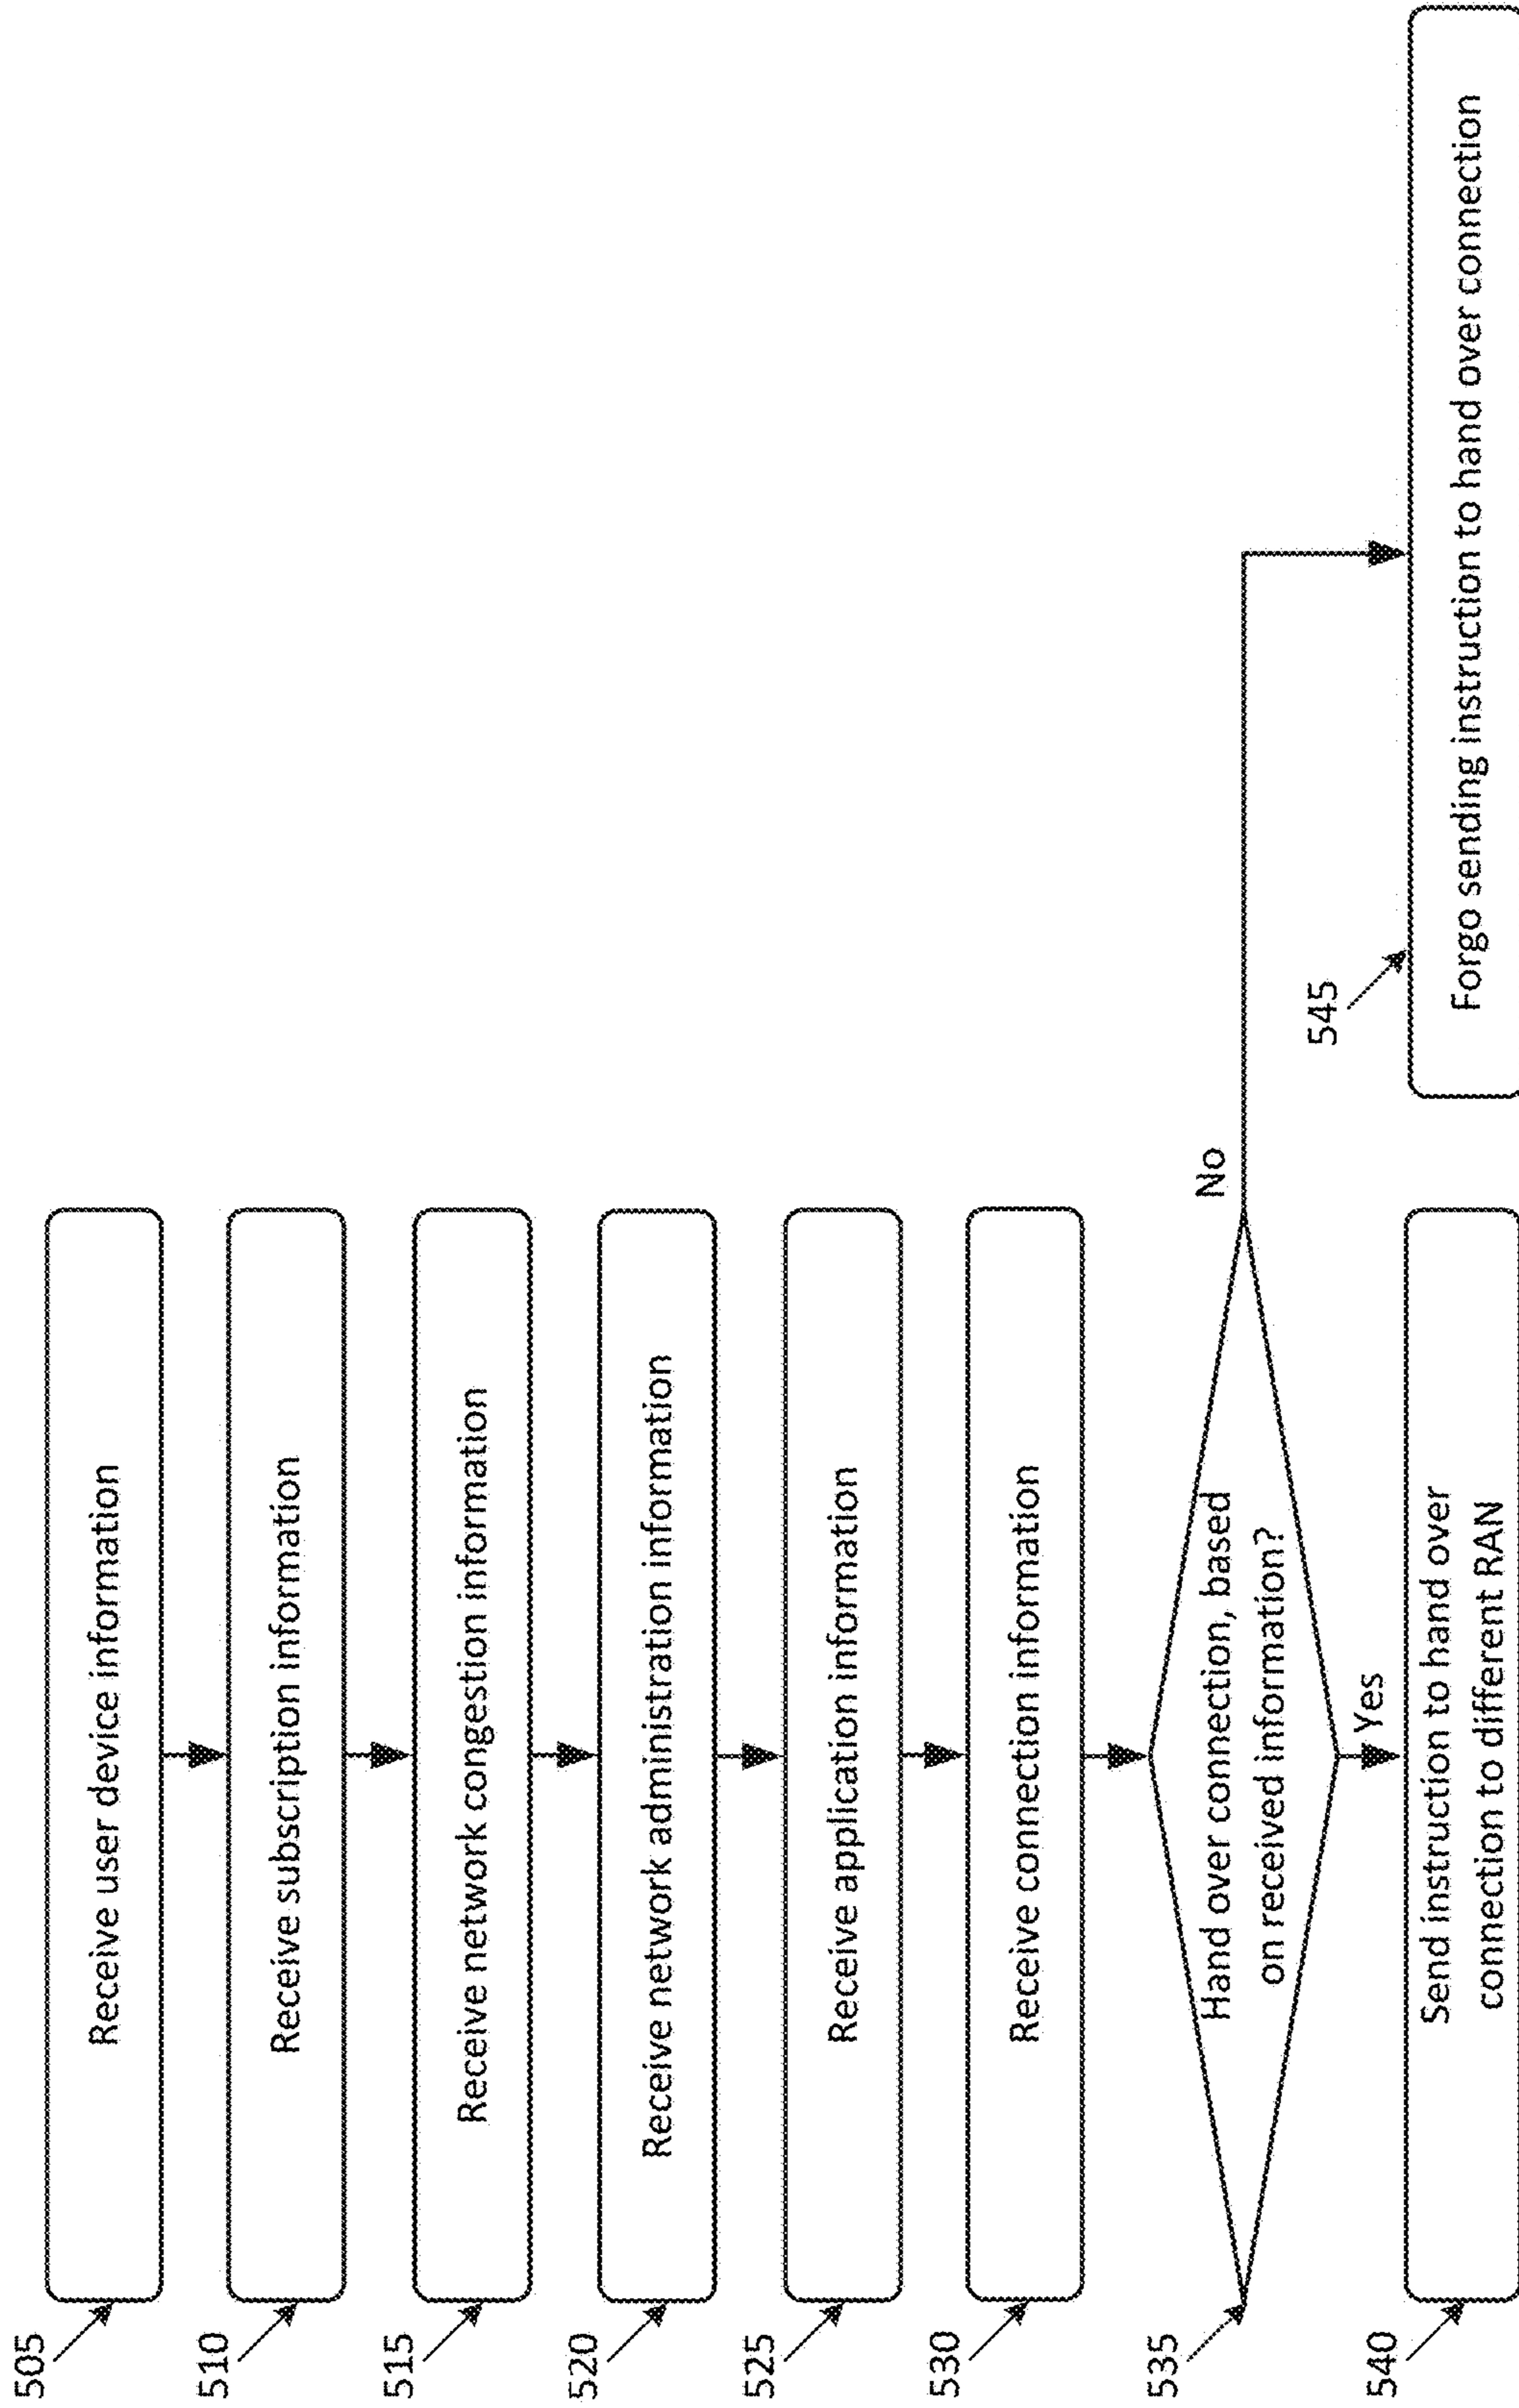 505
Receive user device information
510
Receive subscription information
515
Receive network congestion information
520
Receive network administration information
525
Receive application information
530
Receive connection information
535
Hand over connection, based
on received information?
No
Yes
540
Send instruction to hand over
connection to different RAN
545
Forgo sending instruction to hand over connection